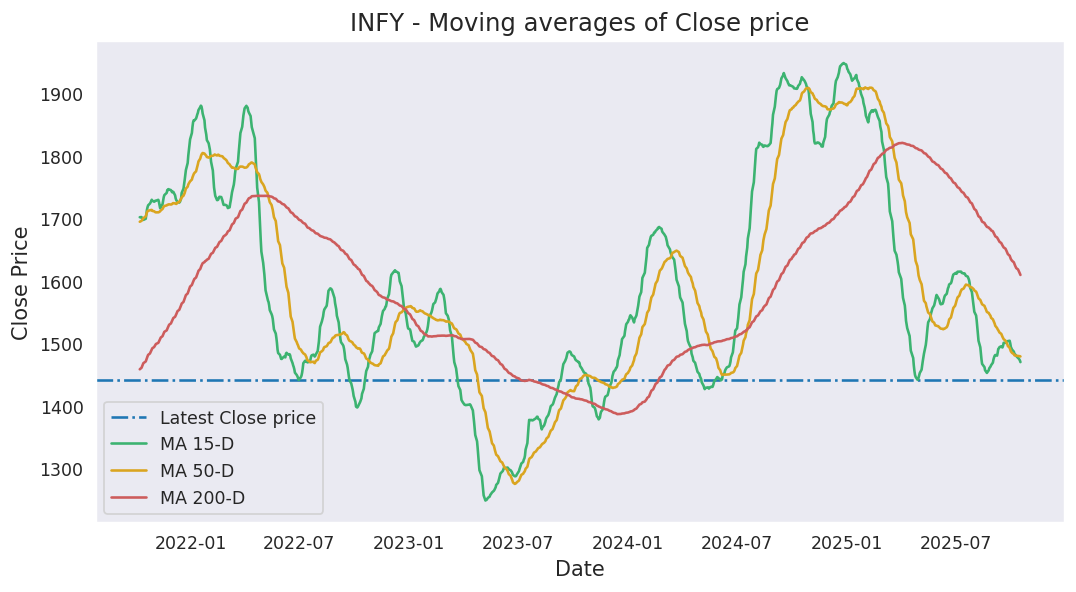 INFY - Moving averages of Close price
Close Price
1900
1800
1700
1600
1500
1400
1300
Latest Close price
MA 15-D
MA 50-D
MA 200-D
2022-01 2022-07 2023-01 2023-07 2024-01 2024-07 2025-01 2025-07
Date